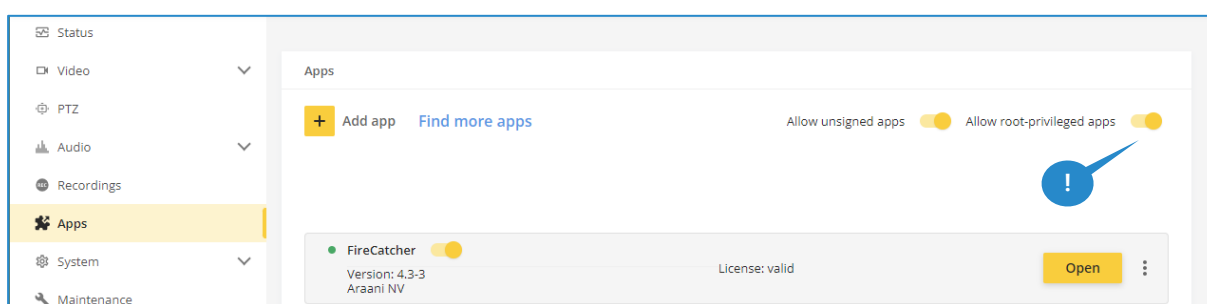 Status
Video
PTZ
Audio
REC Recordings
Apps
System
Maintenance
Apps
+ Add app Find more apps Allow unsigned apps Allow root-privileged apps
!
FireCatcher
Version: 4.3-3
Araani NV
License: valid
Open